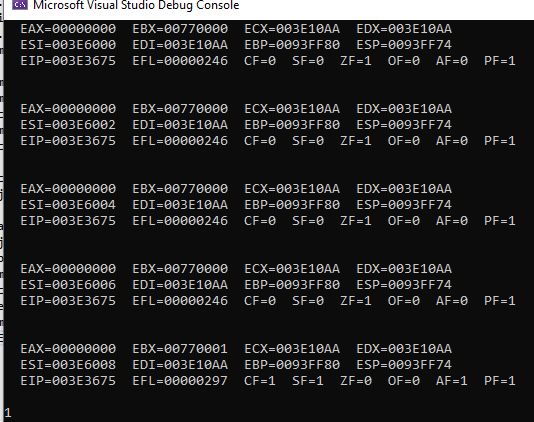 Microsoft Visual Studio Debug Console
EAX=00000000  EBX=00770000  ECX=003E10AA  EDX=003E10AA
ESI=003E6000  EDI=003E10AA  EBP=0093FF80  ESP=0093FF74
EIP=003E3675  EFL=00000246  CF=0  SF=0  ZF=1  OF=0  AF=0  PF=1
EAX=00000000  EBX=00770000  ECX=003E10AA  EDX=003E10AA
ESI=003E6002  EDI=003E10AA  EBP=0093FF80  ESP=0093FF74
EIP=003E3675  EFL=00000246  CF=0  SF=0  ZF=1  OF=0  AF=0  PF=1
EAX=00000000  EBX=00770000  ECX=003E10AA  EDX=003E10AA
ESI=003E6004  EDI=003E10AA  EBP=0093FF80  ESP=0093FF74
EIP=003E3675  EFL=00000246  CF=0  SF=0  ZF=1  OF=0  AF=0  PF=1
EAX=00000000  EBX=00770000  ECX=003E10AA  EDX=003E10AA
ESI=003E6006  EDI=003E10AA  EBP=0093FF80  ESP=0093FF74
EIP=003E3675  EFL=00000246  CF=0  SF=0  ZF=1  OF=0  AF=0  PF=1
EAX=00000000  EBX=00770001  ECX=003E10AA  EDX=003E10AA
ESI=003E6008  EDI=003E10AA  EBP=0093FF80  ESP=0093FF74
EIP=003E3675  EFL=00000297  CF=1  SF=1  ZF=0  OF=0  AF=1  PF=1
1